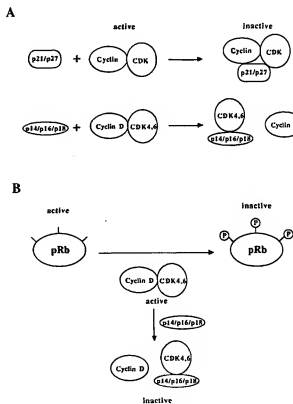 A
active
inactive
p21/p27 + Cyclin CDK
Cyclin CDK
p21/p27
p14/p16/p18 + Cyclin D CDK4,6
CDK4,6
p14/p16/p18
Cyclin
B
active
inactive
pRb
P P P
pRb
Cyclin D CDK4,6
active
p14/p16/p18
Cyclin D CDK4,6
p14/p16/p18
inactive